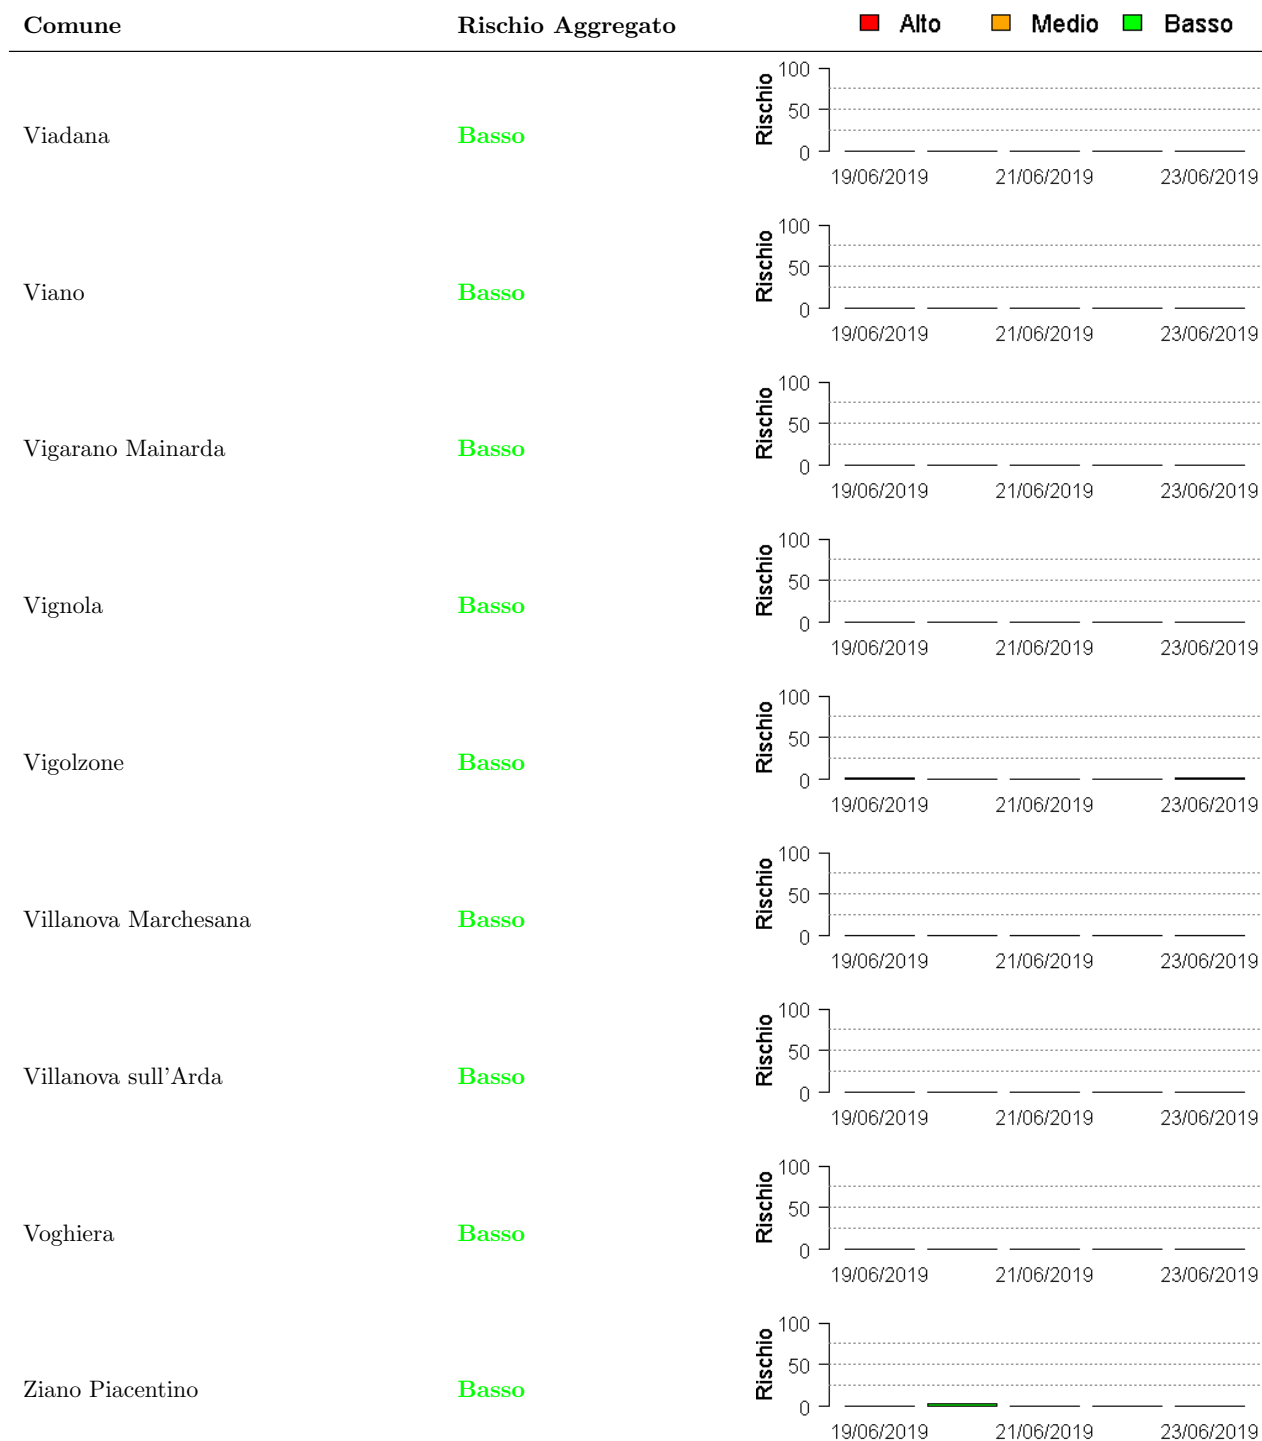 Comune Rischio Aggregato Alto Medio Basso
Viadana Basso Rischio 100 50 0
19/06/2019 21/06/2019 23/06/2019
Viano Basso Rischio 100 50 0
19/06/2019 21/06/2019 23/06/2019
Vigarano Mainarda Basso Rischio 100 50 0
19/06/2019 21/06/2019 23/06/2019
Vignola Basso Rischio 100 50 0
19/06/2019 21/06/2019 23/06/2019
Vigolzone Basso Rischio 100 50 0
19/06/2019 21/06/2019 23/06/2019
Villanova Marchesana Basso Rischio 100 50 0
19/06/2019 21/06/2019 23/06/2019
Villanova sull'Arda Basso Rischio 100 50 0
19/06/2019 21/06/2019 23/06/2019
Voghiera Basso Rischio 100 50 0
19/06/2019 21/06/2019 23/06/2019
Ziano Piacentino Basso Rischio 100 50 0
19/06/2019 21/06/2019 23/06/2019